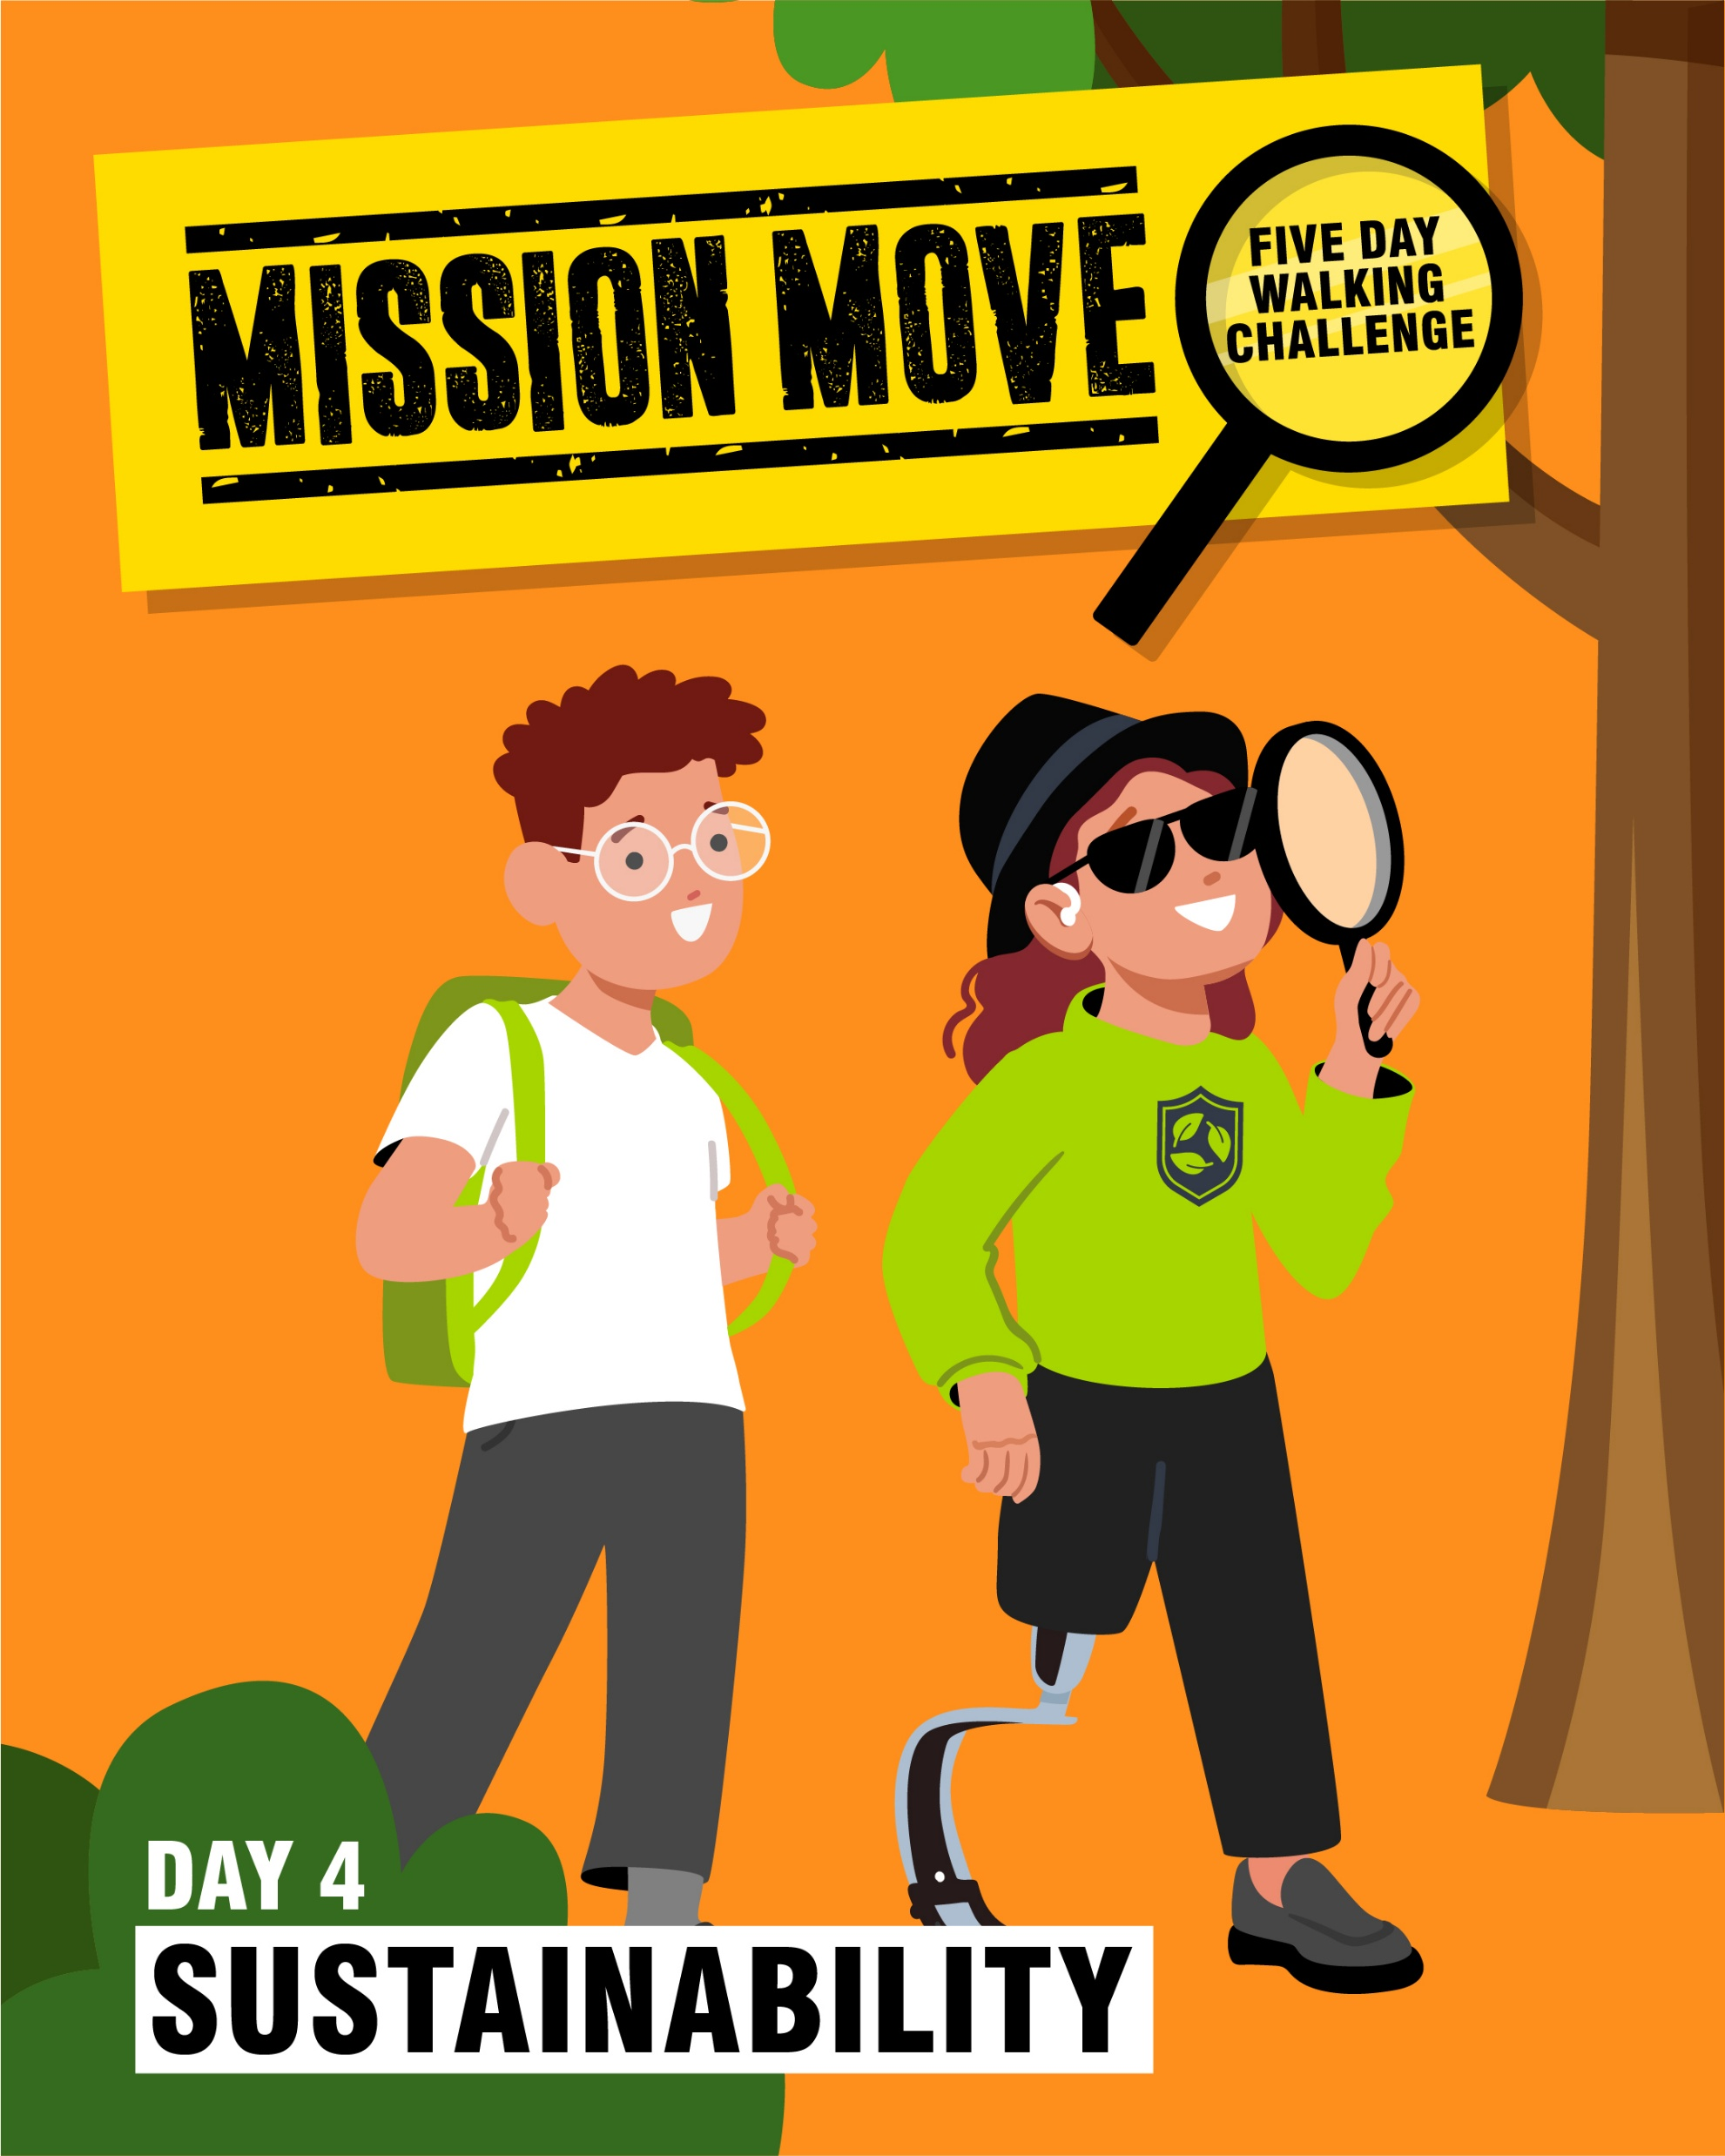 MISSION MOVE
FIVE DAY
WALKING
CHALLENGE
DAY 4
SUSTAINABILITY